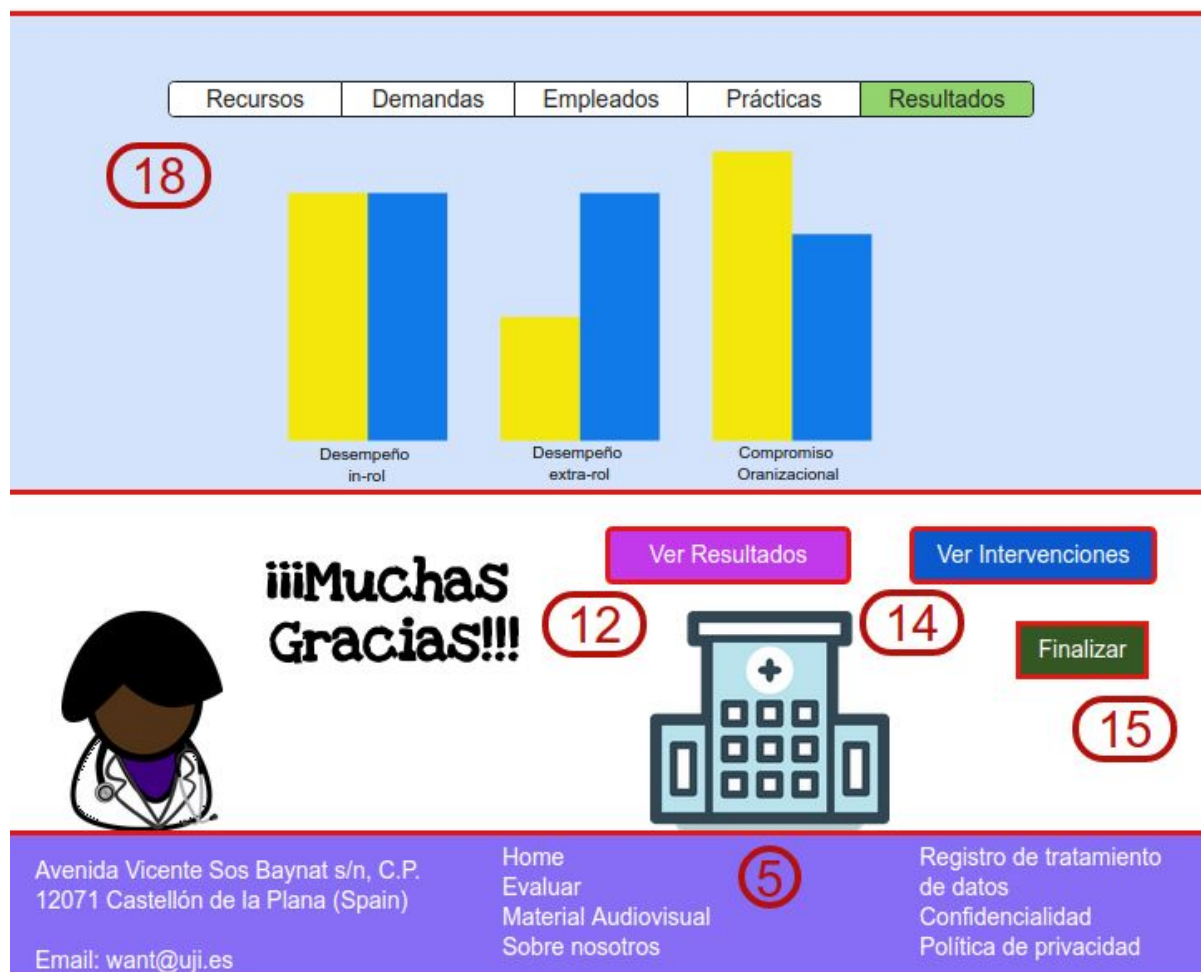 Recursos Demandas Empleados Prácticas Resultados
18
Desempeño
in-rol
Desempeño
extra-rol
Compromiso
Oranizacional
Ver Resultados
Ver Intervenciones
¡¡¡Muchas
Gracias!!!
12
14
Finalizar
15
Avenida Vicente Sos Baynat s/n, C.P.
12071 Castellón de la Plana (Spain)
Email: want@uji.es
Home
Evaluar
Material Audiovisual
Sobre nosotros
5
Registro de tratamiento
de datos
Confidencialidad
Política de privacidad